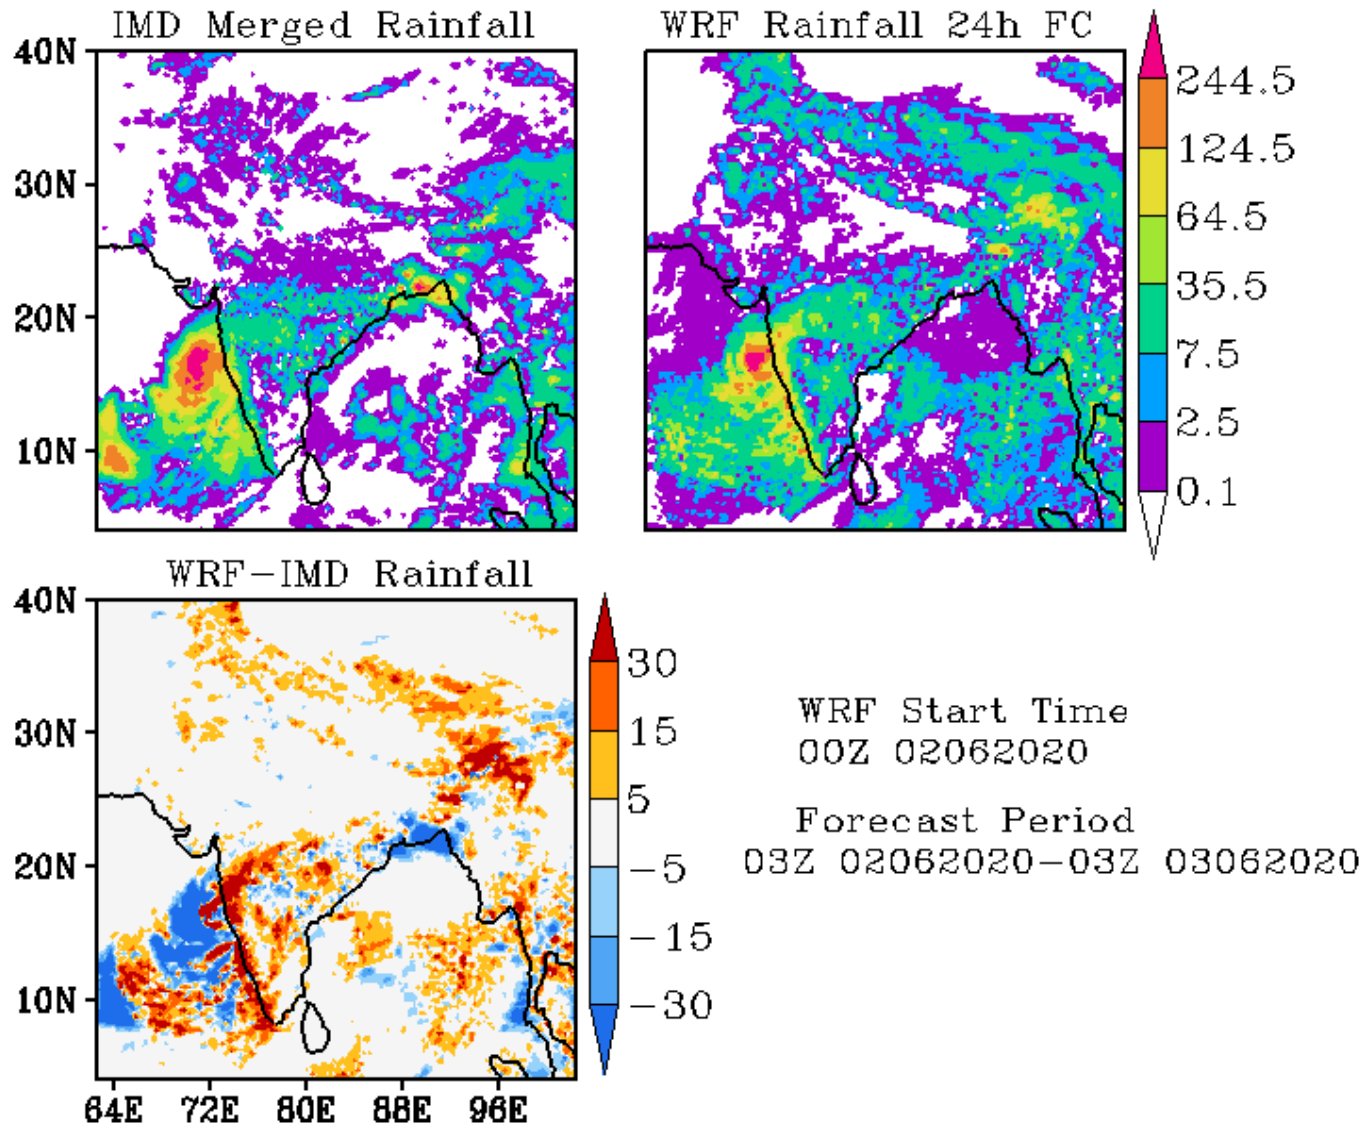 IMD Merged Rainfall
WRF Rainfall 24h FC
40N
30N
20N
10N
244.5
124.5
64.5
35.5
7.5
2.5
0.1
WRF-IMD Rainfall
40N
30N
20N
10N
64E 72E 80E 88E 96E
30
15
5
-5
-15
-30
WRF Start Time
00Z 02062020
Forecast Period
03Z 02062020-03Z 03062020